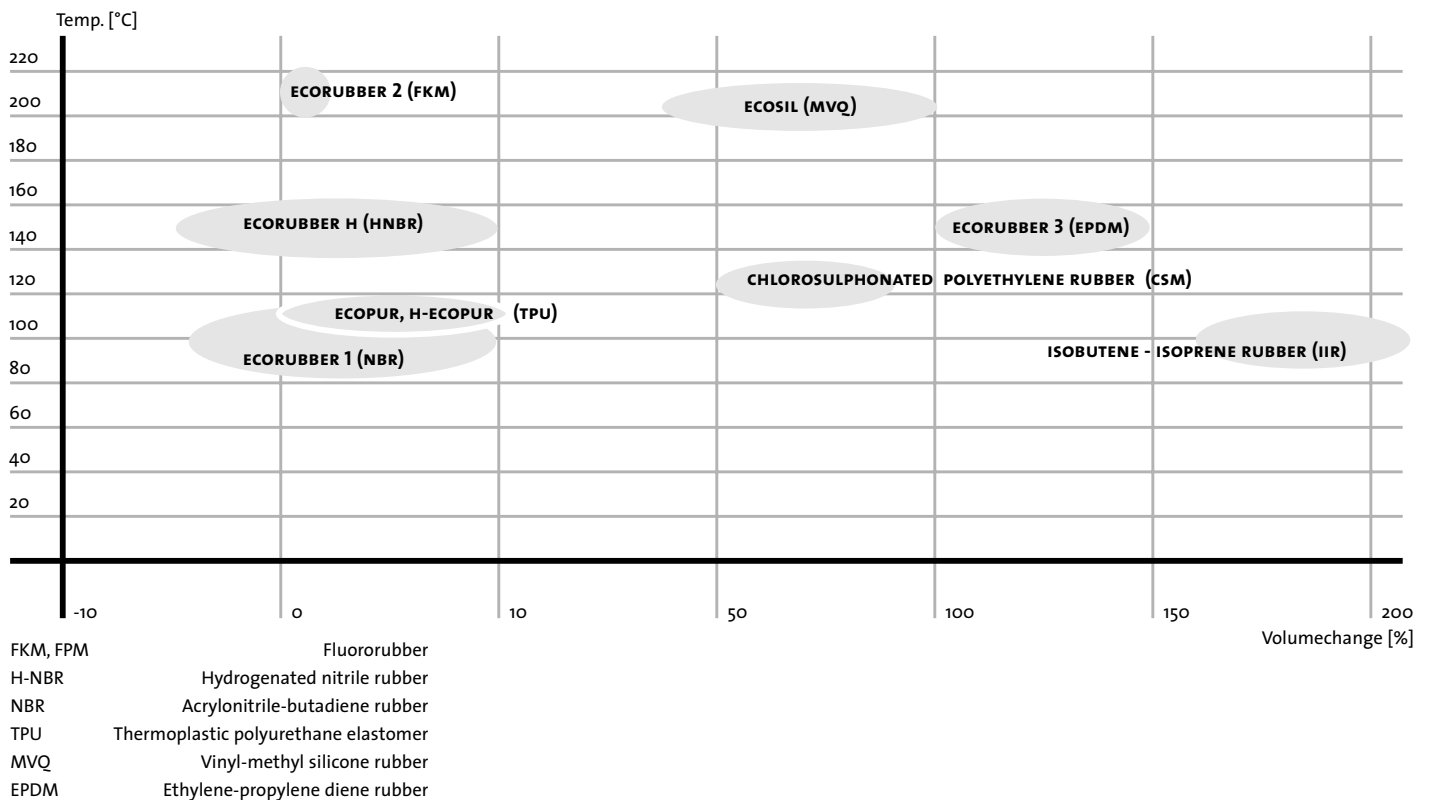 Temp. [°C]
220
ECORUBBER 2 (FKM)
200
ECOSIL (MVQ)
180
160
ECORUBBER H (HNBR)
ECORUBBER 3 (EPDM)
140
CHLOROSULPHONATED POLYETHYLENE RUBBER (CSM)
120
ECOPUR, H-ECOPUR (TPU)
100
ISOBUTENE - ISOPRENE RUBBER (IIR)
ECORUBBER 1 (NBR)
80
60
40
20
-10 0 10 50 100 150 200
Volumechange [%]
FKM, FPM Fluororubber
H-NBR Hydrogenated nitrile rubber
NBR Acrylonitrile-butadiene rubber
TPU Thermoplastic polyurethane elastomer
MVQ Vinyl-methyl silicone rubber
EPDM Ethylene-propylene diene rubber